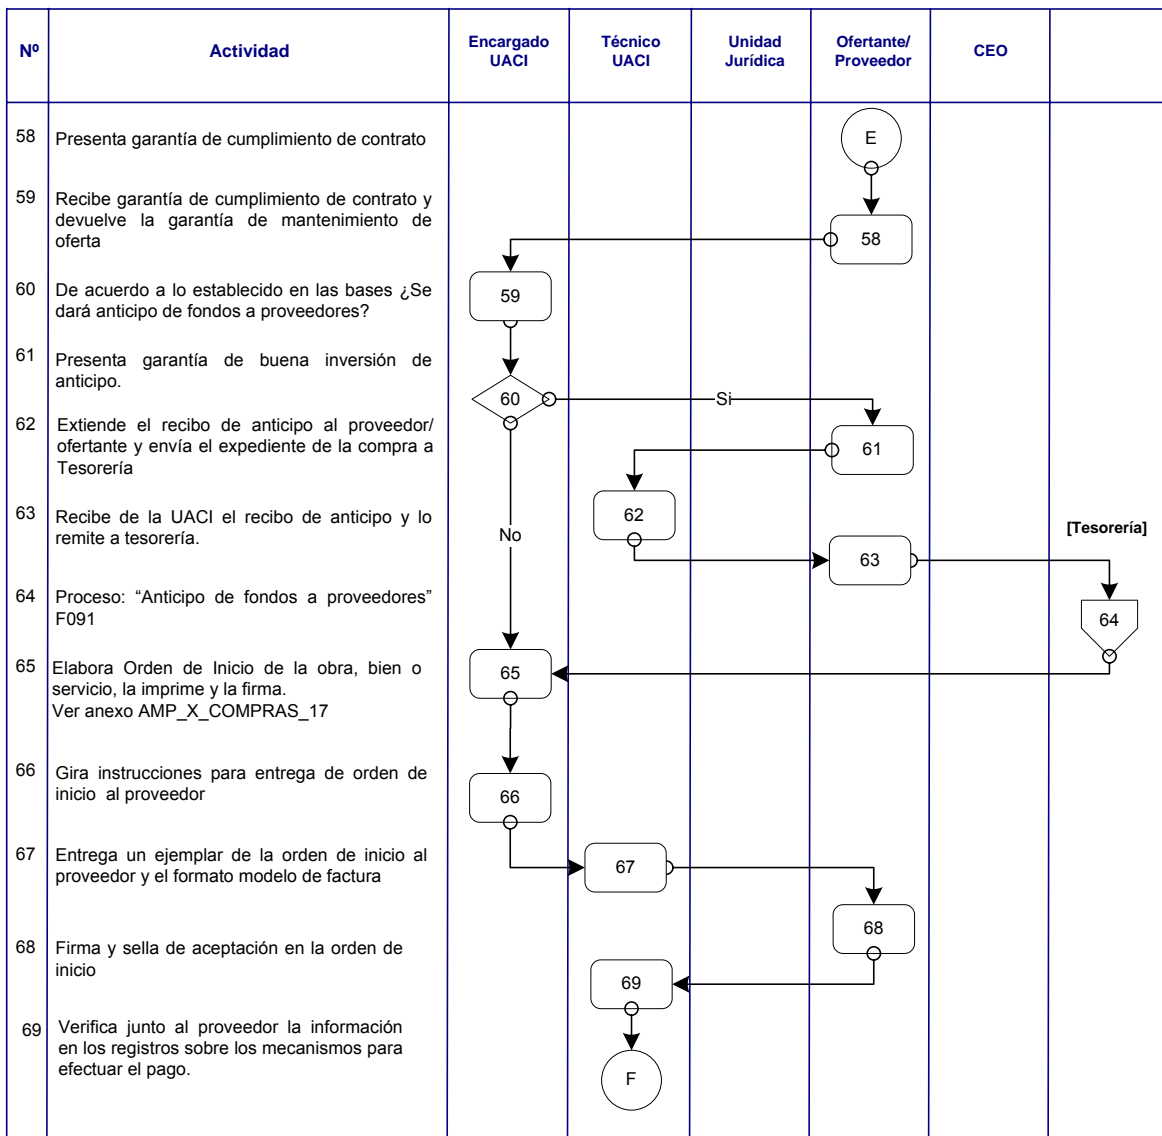 Nº
Actividad
Encargado
UACI
Técnico
UACI
Unidad
Jurídica
Ofertante/
Proveedor
CEO
58
Presenta garantía de cumplimiento de contrato
59
Recibe garantía de cumplimiento de contrato y
devuelve la garantía de mantenimiento de
oferta
60
De acuerdo a lo establecido en las bases ¿Se
dará anticipo de fondos a proveedores?
61
Presenta garantía de buena inversión de
anticipo.
62
Extiende el recibo de anticipo al proveedor/
ofertante y envía el expediente de la compra a
Tesorería
63
Recibe de la UACI el recibo de anticipo y lo
remite a tesorería.
64
Proceso: “Anticipo de fondos a proveedores”
F091
65
Elabora Orden de Inicio de la obra, bien o
servicio, la imprime y la firma.
Ver anexo AMP_X_COMPRAS_17
66
Gira instrucciones para entrega de orden de
inicio al proveedor
67
Entrega un ejemplar de la orden de inicio al
proveedor y el formato modelo de factura
68
Firma y sella de aceptación en la orden de
inicio
69
Verifica junto al proveedor la información
en los registros sobre los mecanismos para
efectuar el pago.
E
58
59
60
Si
61
62
No
63
[Tesorería]
64
65
66
67
68
69
F